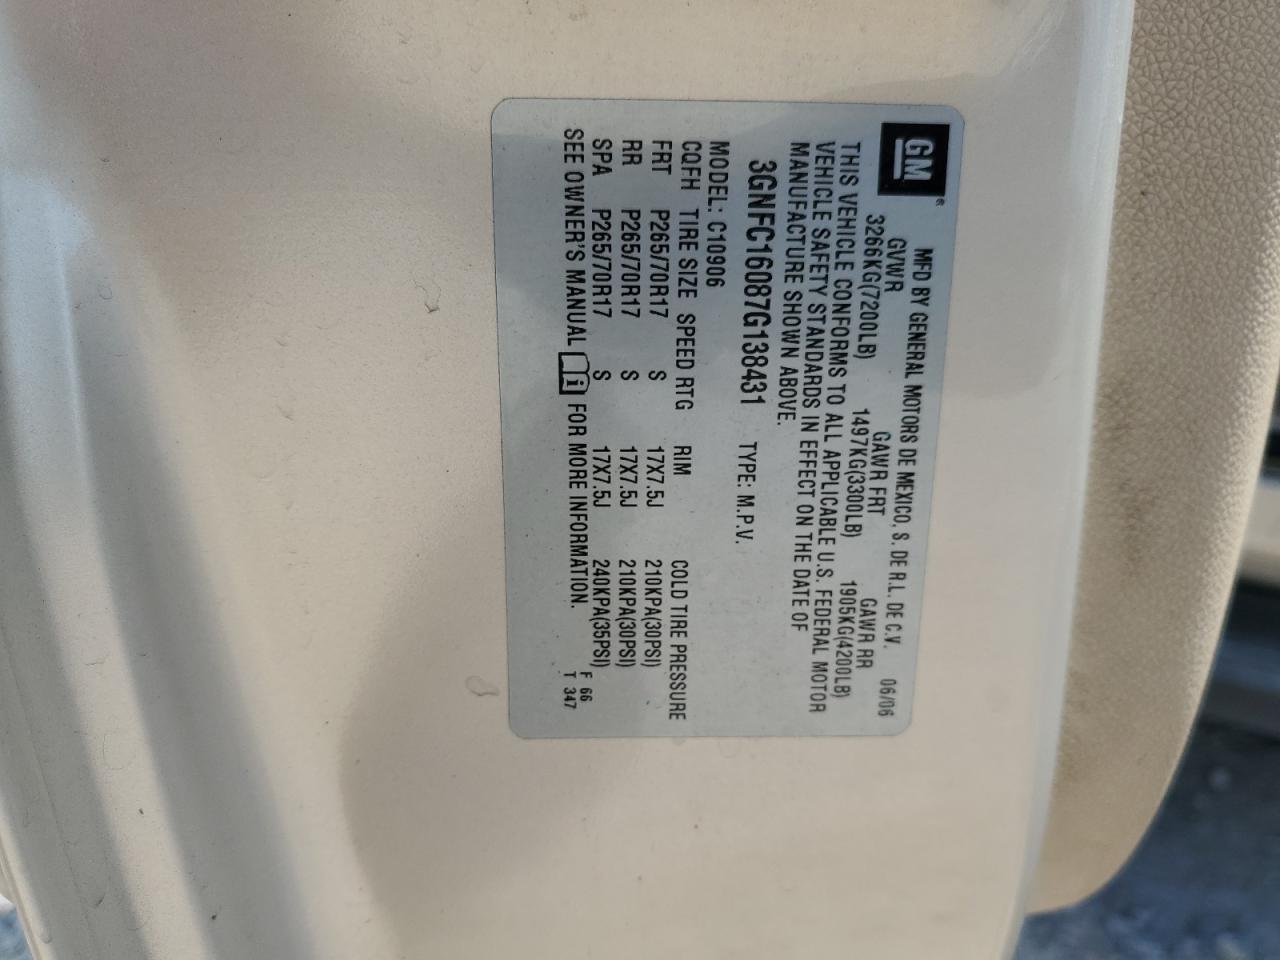 GM®
MFD BY GENERAL MOTORS DE MEXICO, S. DE R.L. DE C.V. 06/06
GVWR GAWR FRT GAWR RR
3266KG(7200LB) 1497KG(3300LB) 1905KG(4200LB)
THIS VEHICLE CONFORMS TO ALL APPLICABLE U.S. FEDERAL MOTOR
VEHICLE SAFETY STANDARDS IN EFFECT ON THE DATE OF
MANUFACTURE SHOWN ABOVE.
3GNFC16087G138431 TYPE: M.P.V.
MODEL: C10906
CQFH TIRE SIZE SPEED RTG RIM COLD TIRE PRESSURE
FRT P265/70R17 S 17X7.5J 210KPA(30PSI)
RR P265/70R17 S 17X7.5J 210KPA(30PSI)
SPA P265/70R17 S 17X7.5J 240KPA(35PSI) F 66
SEE OWNER'S MANUAL FOR MORE INFORMATION. T 347